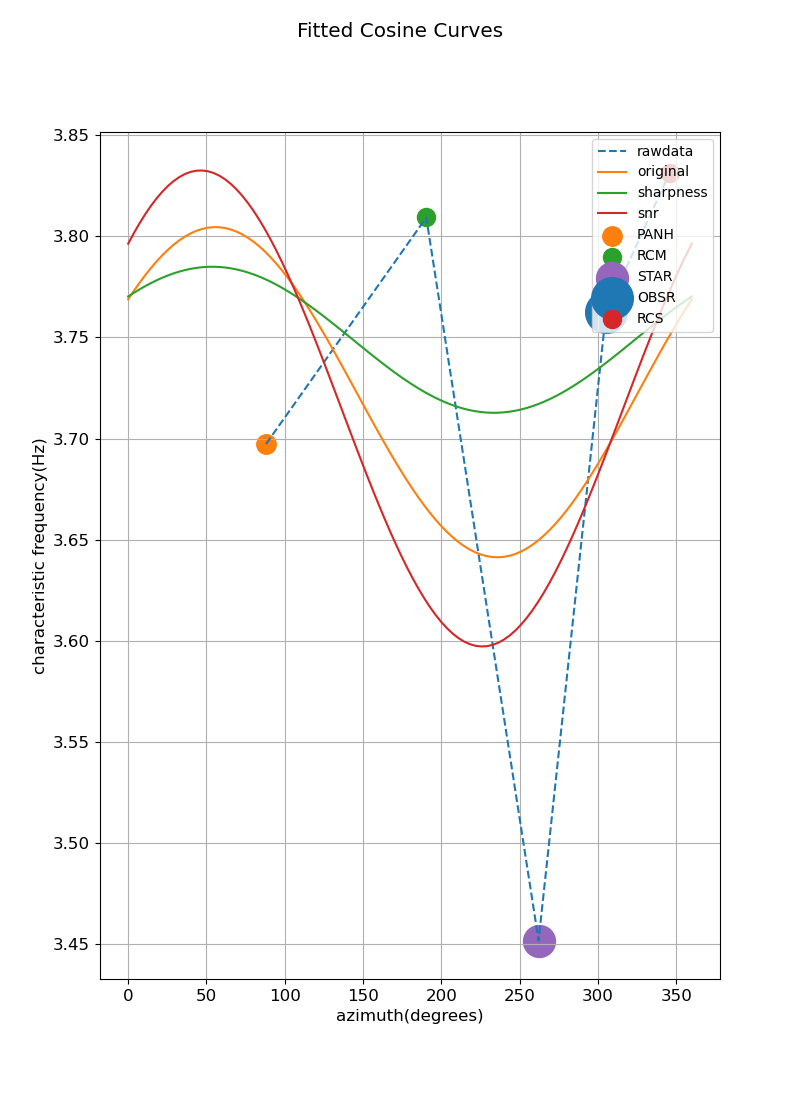 Fitted Cosine Curves
3.85
3.80
3.75
3.70
3.65
3.60
3.55
3.50
3.45
characteristic frequency(Hz)
rawdata
original
sharpness
snr
PANH
RCM
STAR
OBSR
RCS
0 50 100 150 200 250 300 350
azimuth(degrees)